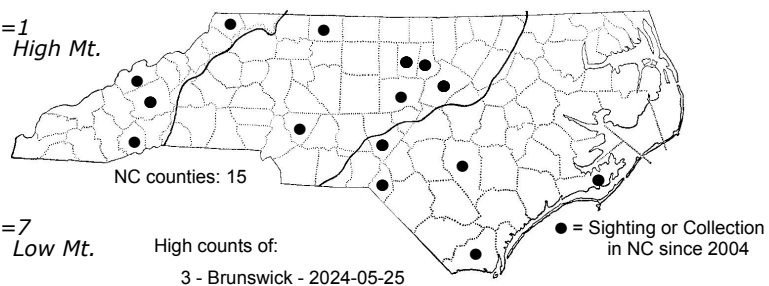 =1
High Mt.
NC counties: 15
=7
Low Mt.
High counts of:
3 - Brunswick - 2024-05-25
● = Sighting or Collection
in NC since 2004